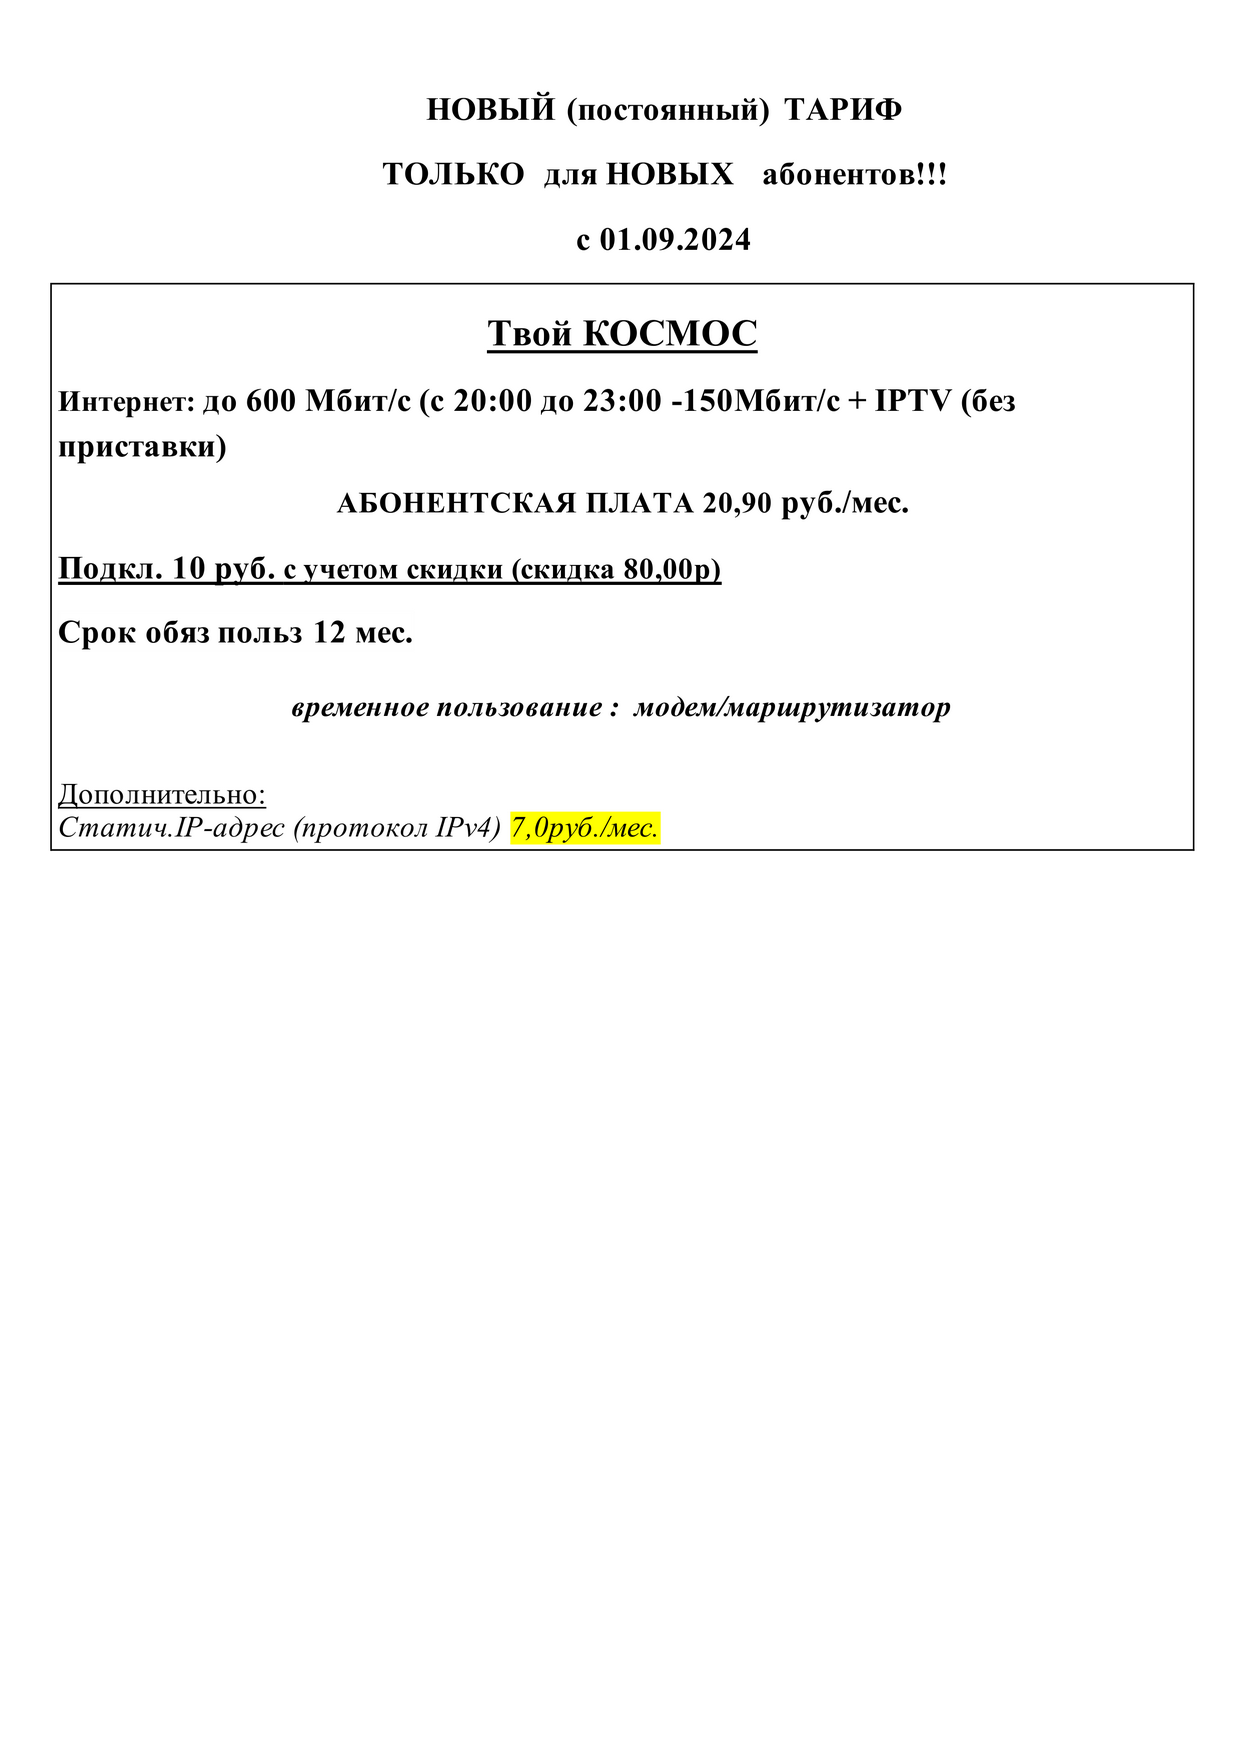 НОВЫЙ (постоянный) ТАРИФ
ТОЛЬКО для НОВЫХ абонентов!!!
с 01.09.2024
Твой КОСМОС
Интернет: до 600 Мбит/с (с 20:00 до 23:00 -150Мбит/с + IPTV (без
приставки)
АБОНЕНТСКАЯ ПЛАТА 20,90 руб./мес.
Подкл. 10 руб. с учетом скидки (скидка 80,00р)
Срок обяз польз 12 мес.
временное пользование : модем/маршрутизатор
Дополнительно:
Статич.IP-адрес (протокол IPv4) 7,0руб./мес.